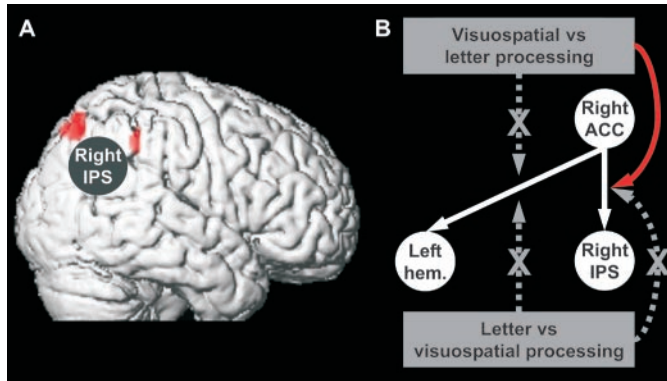 A
Right
IPS
B
Visuospatial vs
letter processing
X
Right
ACC
Left
hem.
X
Right
IPS
X
Letter vs
visuospatial processing